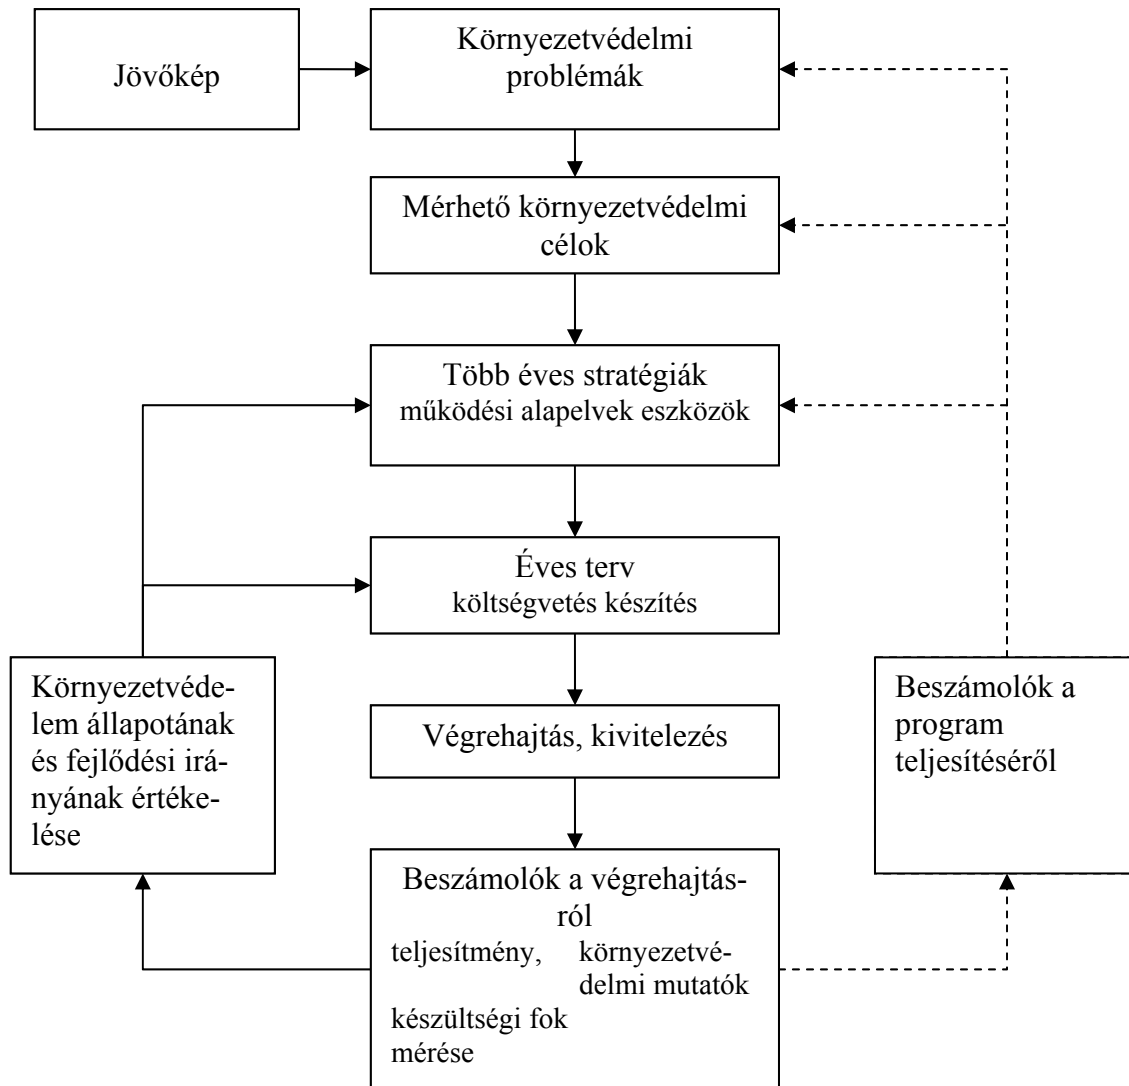 Jövőkép
Környezetvédelmi
problémák
Mérhető környezetvédelmi
célok
Több éves stratégiák
működési alapelvek eszközök
Éves terv
költségvetés készítés
Környezetvéde-
lem állapotának
és fejlődési irá-
nyának értéke-
lése
Végrehajtás, kivitelezés
Beszámolók a
program
teljesítéséről
Beszámolók a végrehajtás-
ról
teljesítmény, környezetvé-
delmi mutatók
készültségi fok
mérése